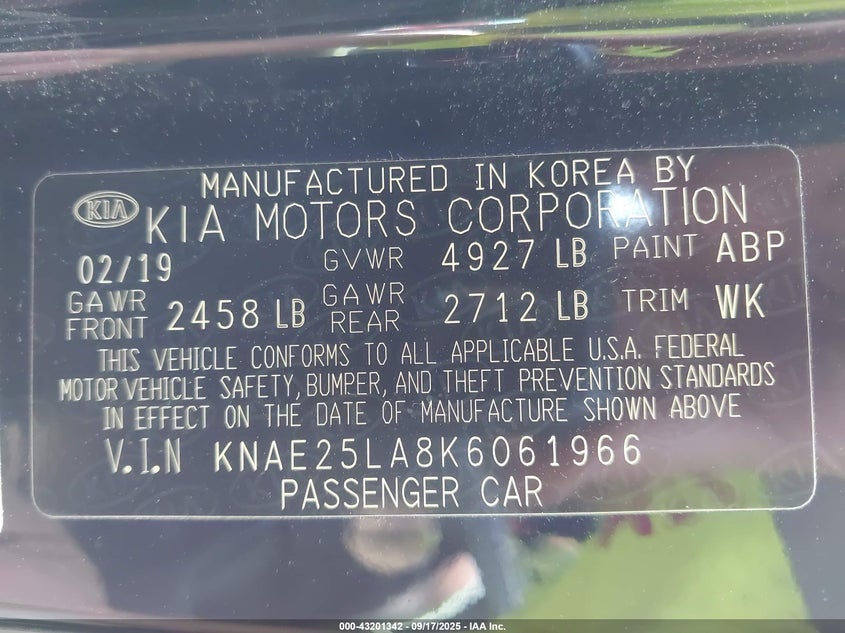 MANUFACTURED IN KOREA BY
KIA KIA MOTORS CORPORATION
02/19 GVWR 4927 LB PAINT ABP
GAWR FRONT 2458 LB GAWR REAR 2712 LB TRIM WK
THIS VEHICLE CONFORMS TO ALL APPLICABLE U.S.A. FEDERAL
MOTOR VEHICLE SAFETY, BUMPER, AND THEFT PREVENTION STANDARDS
IN EFFECT ON THE DATE OF MANUFACTURE SHOWN ABOVE
V.I.N KNAE25LA8K6061966
PASSENGER CAR
000-43201342 - 09/17/2025 - IAA Inc.